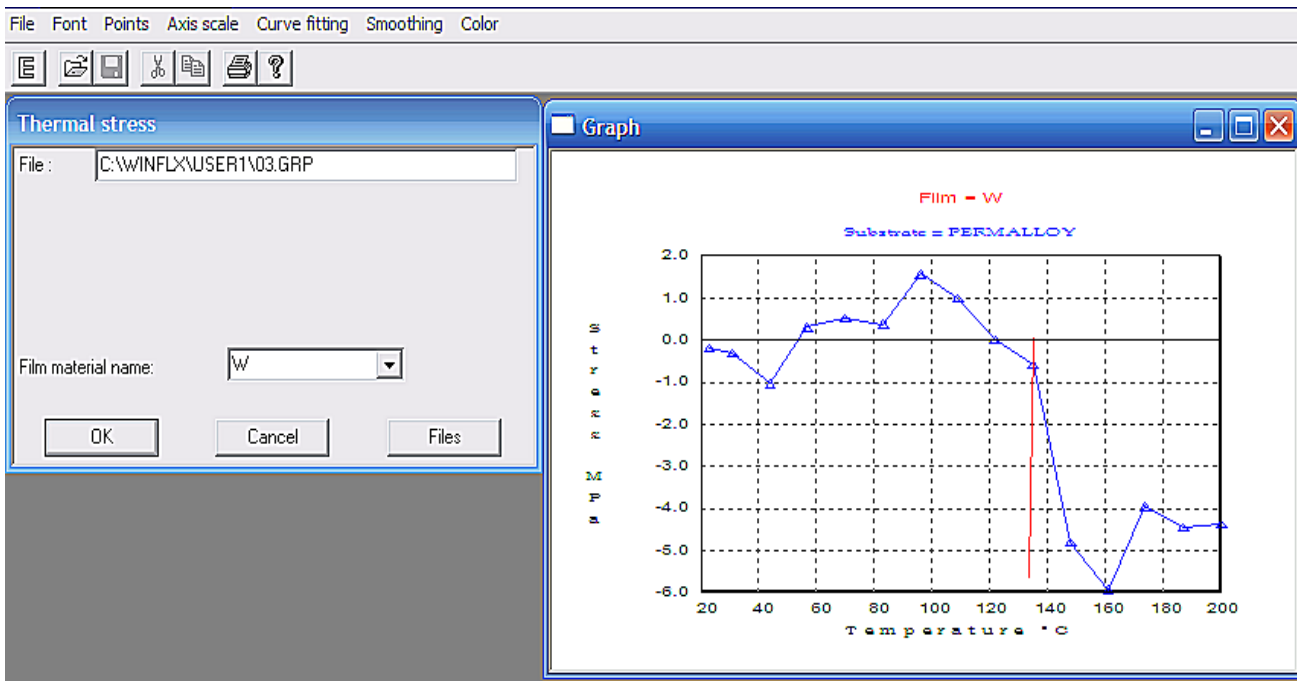 File Font Points Axis scale Curve fitting Smoothing Color
E
Thermal stress
File : C:\WINFLX\USER1\03.GRP
Film material name: W
OK Cancel Files
Graph
Film = W
Substrate = PERMALLOY
2.0
1.0
0.0
-1.0
-2.0
-3.0
-4.0
-5.0
-6.0
Stress MPa
20 40 60 80 100 120 140 160 180 200
Temperature °C